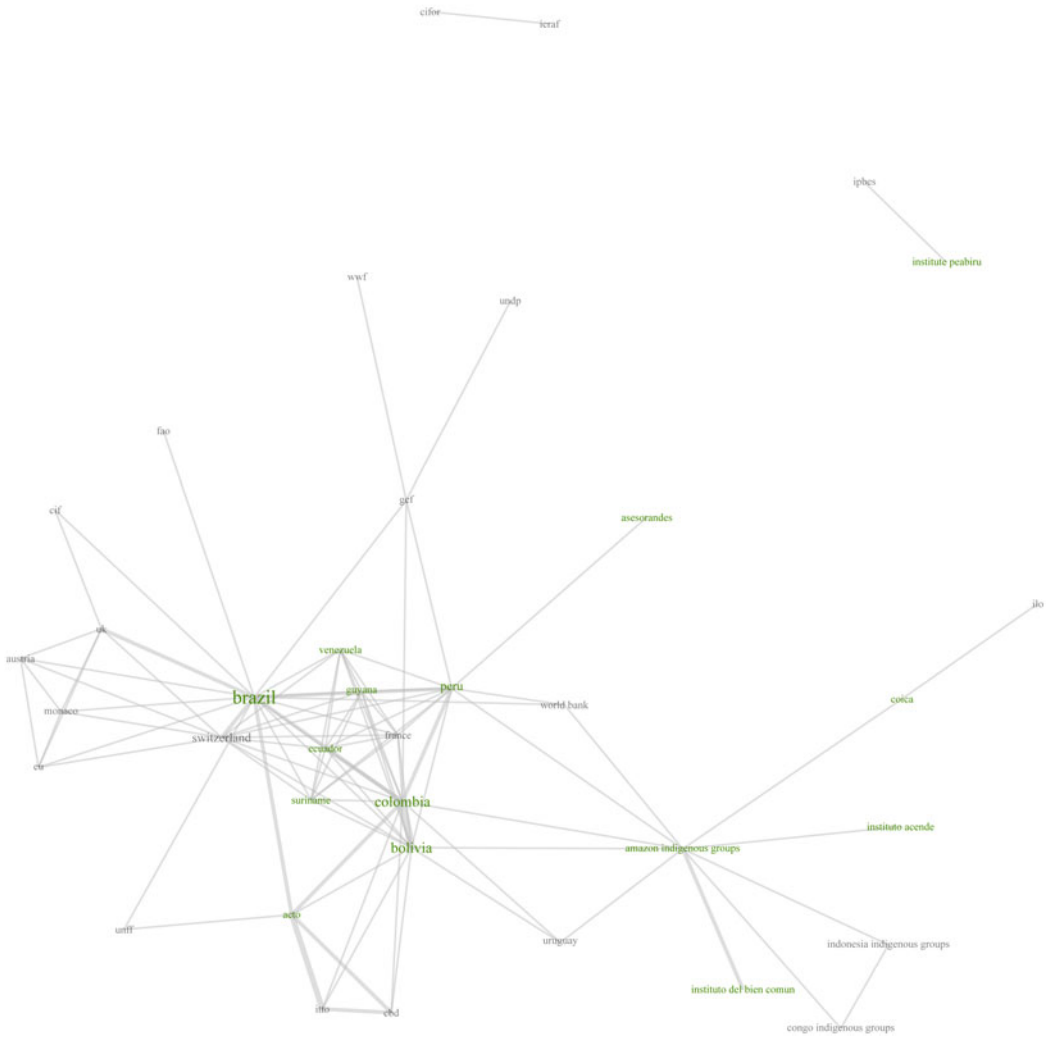 cifor
icraf
ipbes
institute peabiru
wwf
undp
fao
gef
cif
asesorandes
ilo
uk
venezuela
austria
peru
guyana
brazil
coica
world bank
monaco
france
switzerland
ecuador
eu
suriname
colombia
instituto acende
bolivia
amazon indigenous groups
acto
unff
uruguay
indonesia indigenous groups
instituto del bien comun
itto
cbd
congo indigenous groups